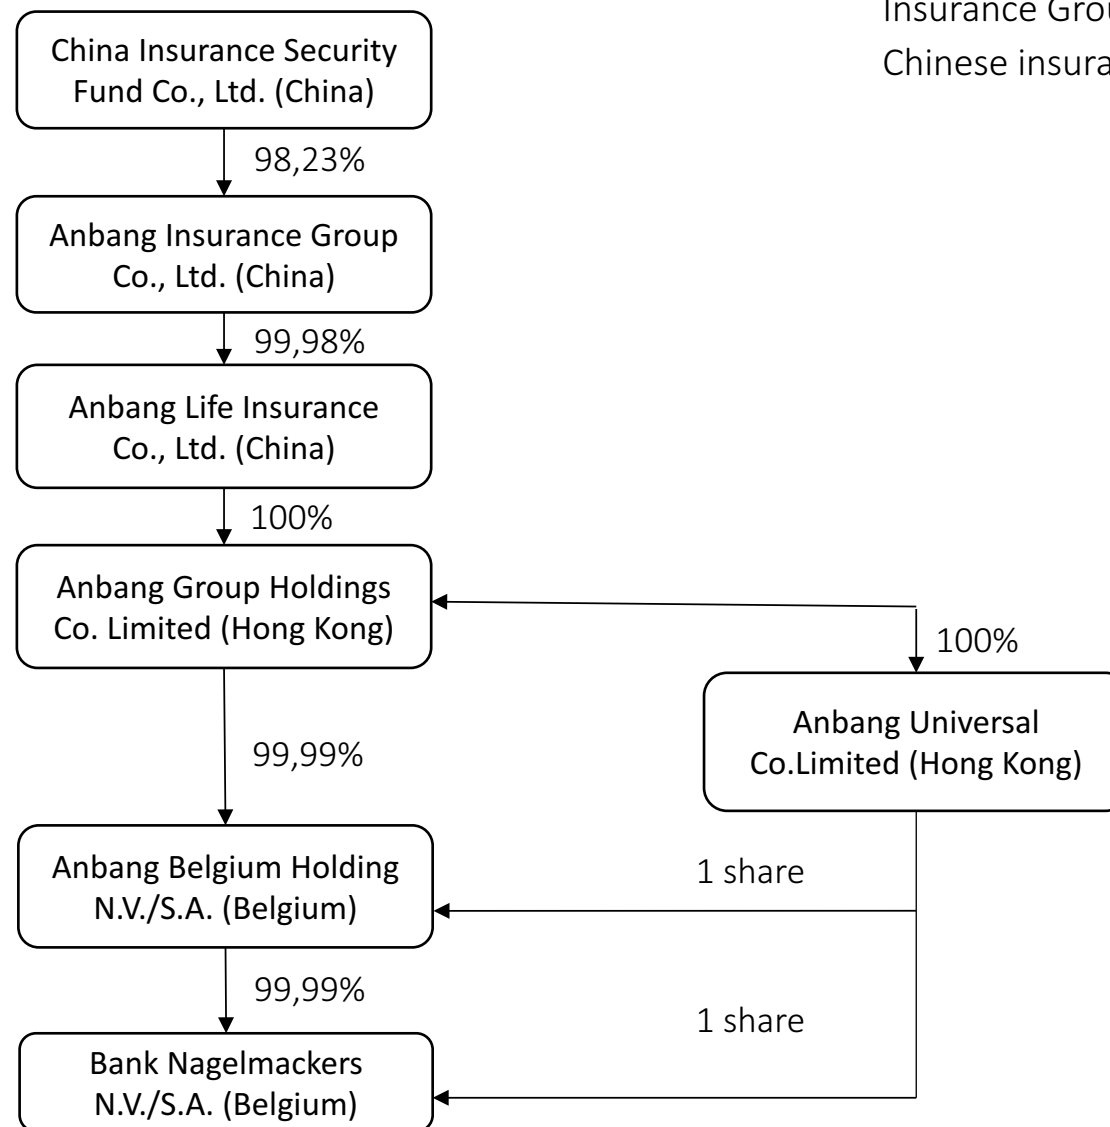 Insurance Grou
Chinese insura
China Insurance Security
Fund Co., Ltd. (China)
98,23%
Anbang Insurance Group
Co., Ltd. (China)
99,98%
Anbang Life Insurance
Co., Ltd. (China)
100%
Anbang Group Holdings
Co. Limited (Hong Kong)
100%
Anbang Universal
Co.Limited (Hong Kong)
99,99%
Anbang Belgium Holding
N.V./S.A. (Belgium)
1 share
99,99%
1 share
Bank Nagelmackers
N.V./S.A. (Belgium)